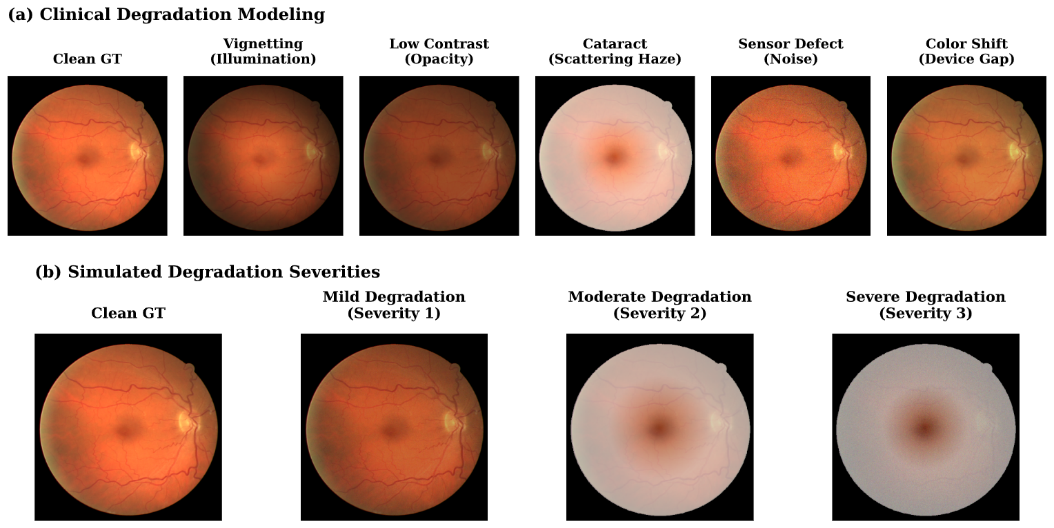 (a) Clinical Degradation Modeling
Clean GT
Vignetting
(Illumination)
Low Contrast
(Opacity)
Cataract
(Scattering Haze)
Sensor Defect
(Noise)
Color Shift
(Device Gap)
(b) Simulated Degradation Severities
Clean GT
Mild Degradation
(Severity 1)
Moderate Degradation
(Severity 2)
Severe Degradation
(Severity 3)